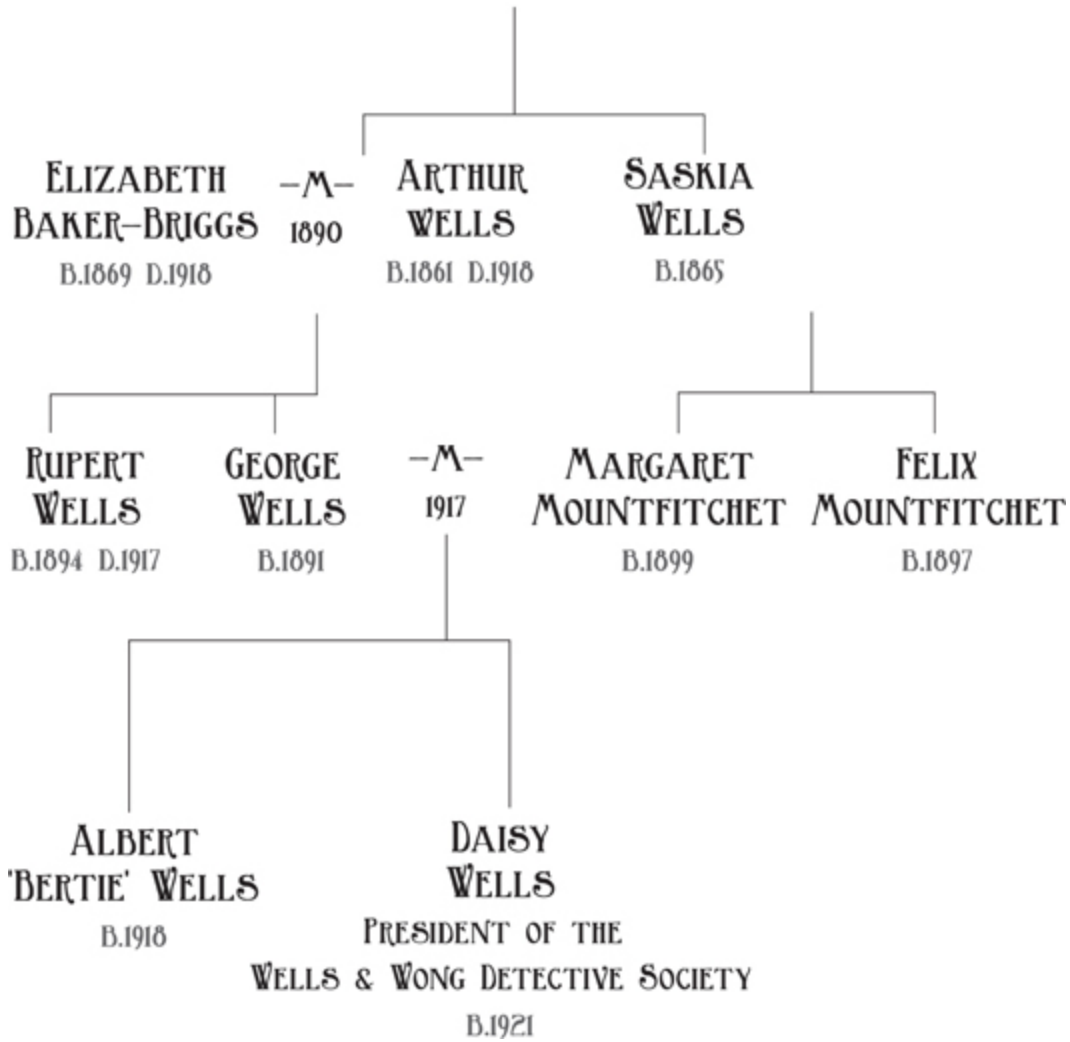 ELIZABETH
BAKER–BRIGGS
B.1869 D.1918
–M–
1890
ARTHUR
WELLS
B.1861 D.1918
SASKIA
WELLS
B.1865
RUPERT
WELLS
B.1894 D.1917
GEORGE
WELLS
B.1891
–M–
1917
MARGARET
MOUNTFITCHET
B.1899
FELIX
MOUNTFITCHET
B.1897
ALBERT
'BERTIE' WELLS
B.1918
DAISY
WELLS
PRESIDENT OF THE
WELLS & WONG DETECTIVE SOCIETY
B.1921